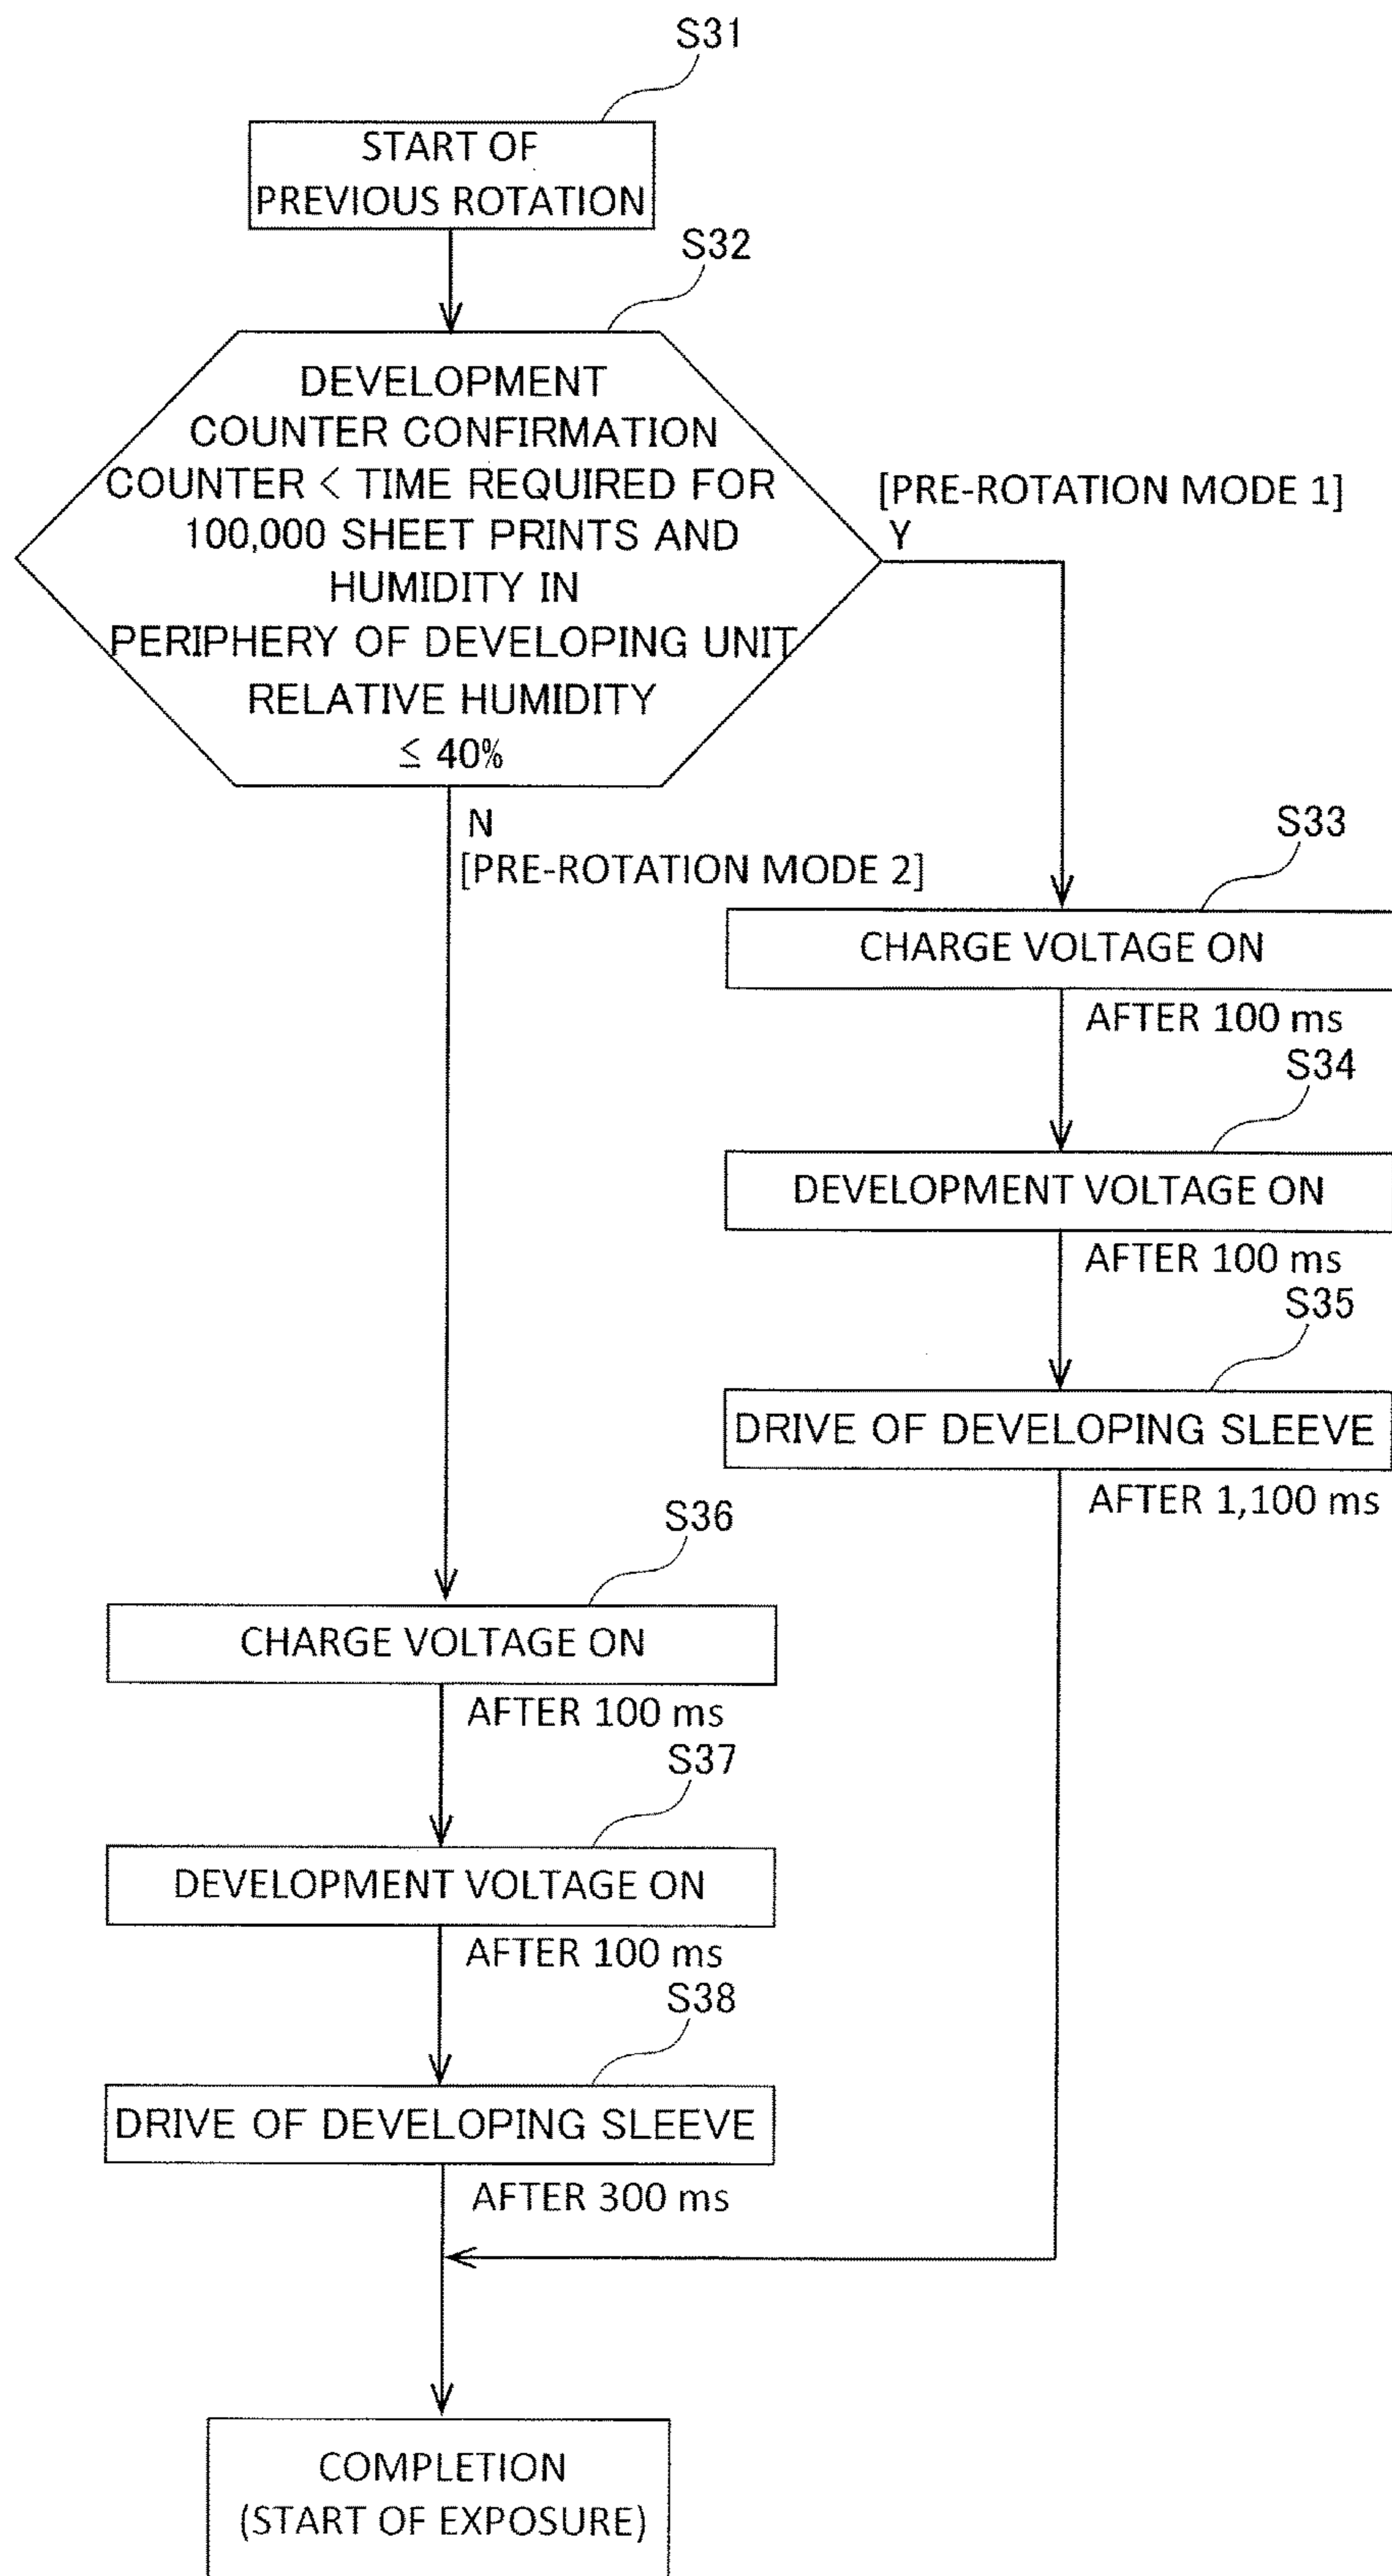 S31
START OF
PREVIOUS ROTATION
S32
DEVELOPMENT
COUNTER CONFIRMATION
COUNTER < TIME REQUIRED FOR
100,000 SHEET PRINTS AND
HUMIDITY IN
PERIPHERY OF DEVELOPING UNIT
RELATIVE HUMIDITY
≤ 40%
[PRE-ROTATION MODE 1]
Y
N
[PRE-ROTATION MODE 2]
S33
CHARGE VOLTAGE ON
AFTER 100 ms
S34
DEVELOPMENT VOLTAGE ON
AFTER 100 ms
S35
DRIVE OF DEVELOPING SLEEVE
AFTER 1,100 ms
S36
CHARGE VOLTAGE ON
AFTER 100 ms
S37
DEVELOPMENT VOLTAGE ON
AFTER 100 ms
S38
DRIVE OF DEVELOPING SLEEVE
AFTER 300 ms
COMPLETION
(START OF EXPOSURE)